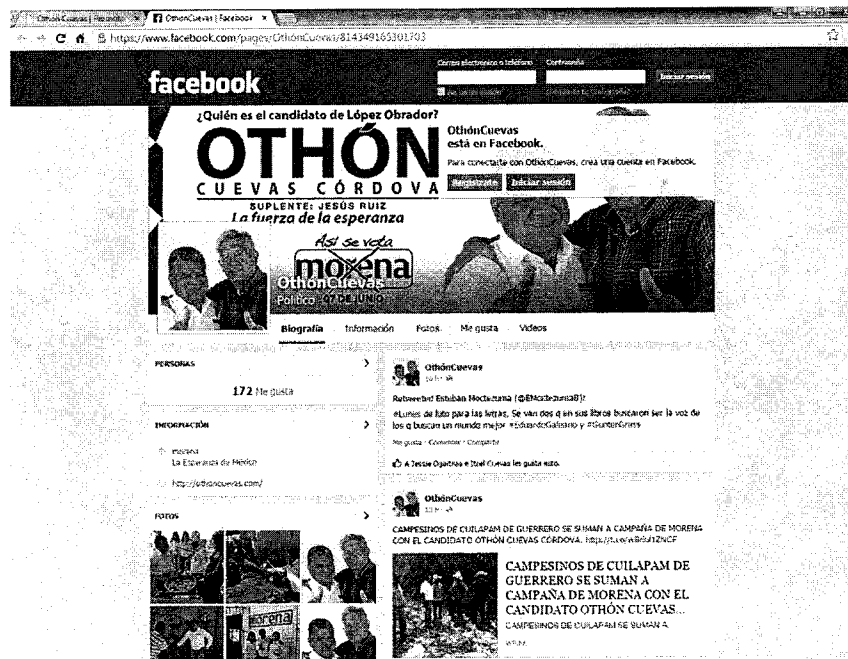 OthónCuevas | Facebook
https://www.facebook.com/pages/OthónCuevas/814349165301703
facebook
Correo electrónico o teléfono
Contraseña
Iniciar sesión
¿Quién es el candidato de López Obrador?
OTHÓN
CUEVAS CÓRDOVA
SUPLENTE: JESÚS RUIZ
La fuerza de la esperanza
Así se vota
morena
07 DE JUNIO
OthónCuevas
está en Facebook.
Para conectarte con OthónCuevas, crea una cuenta en Facebook.
Regístrate
Iniciar sesión
OthónCuevas
Político
Biografía
Información
Fotos
Me gusta
Videos
PERSONAS
172 Me gusta
INFORMACIÓN
morena
La Esperanza de México
http://othoncuevas.com/
FOTOS
morena
OthónCuevas
Retweeted Esteban Moctezuma (@EMoctezumaB):
#Lunes de luto para las letras. Se van dos q en sus libros buscaron ser la voz de
los q buscan un mundo mejor #EduardoGaleano y #GunterGrass
Me gusta · Comentar · Compartir
A Jessie Ogarinas e Itzel Cuevas les gusta esto.
OthónCuevas
CAMPESINOS DE CUILAPAM DE GUERRERO SE SUMAN A CAMPAÑA DE MORENA
CON EL CANDIDATO OTHÓN CUEVAS CÓRDOVA.
CAMPESINOS DE CUILAPAM DE
GUERRERO SE SUMAN A
CAMPAÑA DE MORENA CON EL
CANDIDATO OTHÓN CUEVAS...
CAMPESINOS DE CUILAPAM SE SUMAN A